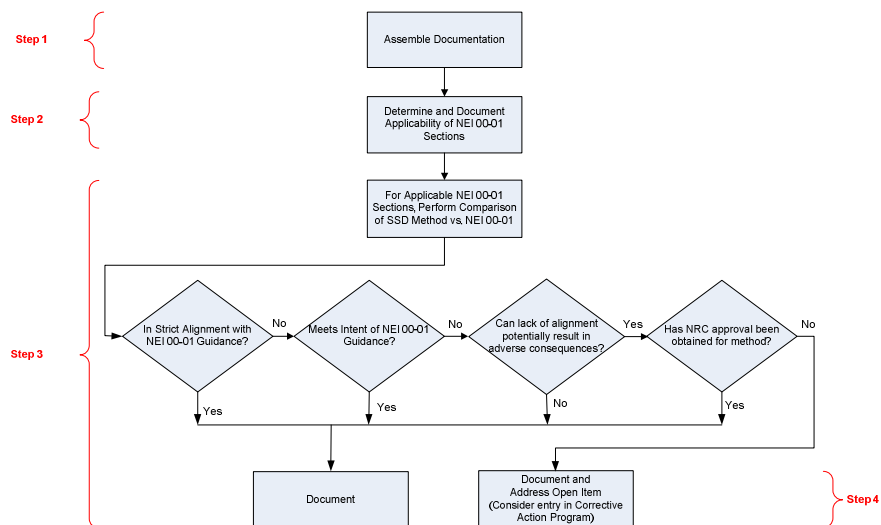 Step 1
Assemble Documentation
Step 2
Determine and Document
Applicability of NEI 00-01
Sections
For Applicable NEI 00-01
Sections, Perform Comparison
of SSD Method vs, NEI 00-01
Step 3
In Strict Alignment with
NEI 00-01 Guidance?
No
Yes
Meets Intent of NEI 00-01
Guidance?
No
Yes
Can lack of alignment
potentially result in
adverse consequences?
Yes
No
Has NRC approval been
obtained for method?
No
Yes
Document
Document and
Address Open Item
(Consider entry in Corrective
Action Program)
Step 4